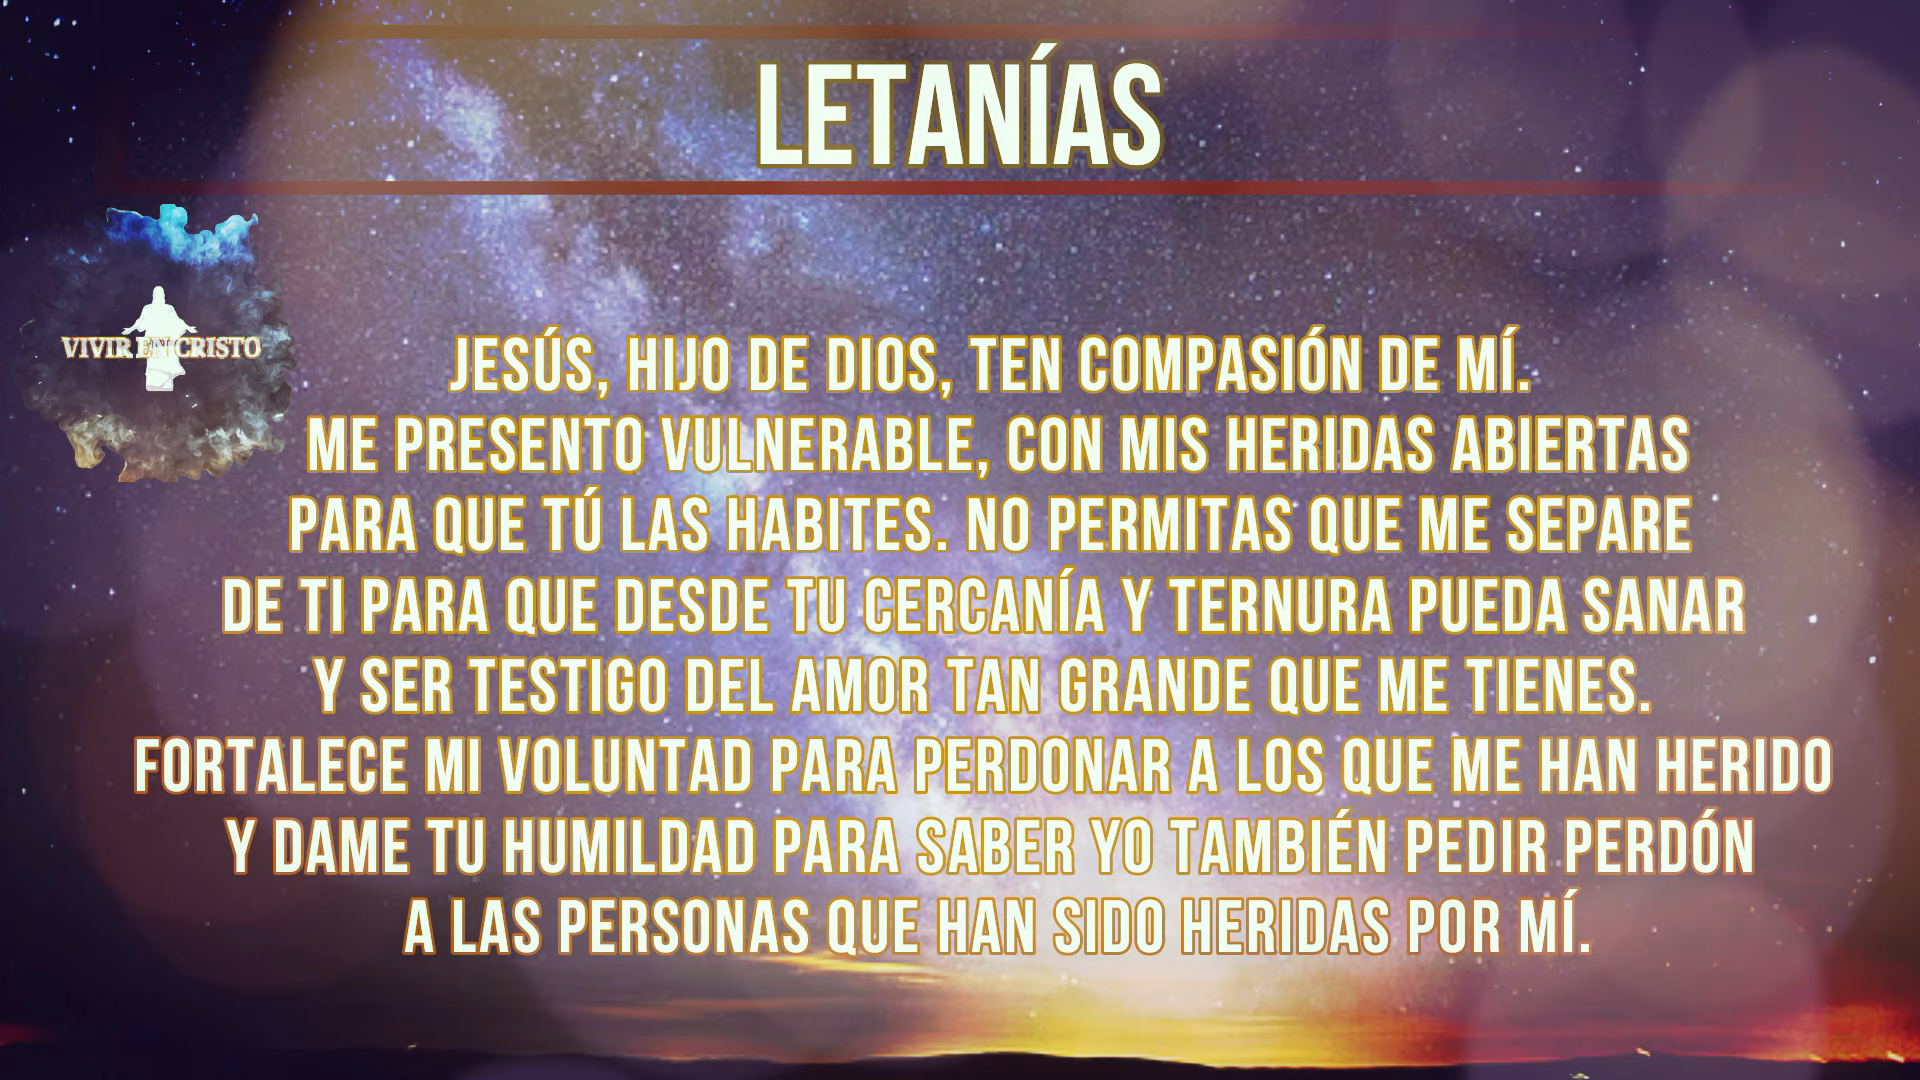 LETANÍAS
VIVIR EN CRISTO
JESÚS, HIJO DE DIOS, TEN COMPASIÓN DE MÍ.
ME PRESENTO VULNERABLE, CON MIS HERIDAS ABIERTAS
PARA QUE TÚ LAS HABITES. NO PERMITAS QUE ME SEPARE
DE TI PARA QUE DESDE TU CERCANÍA Y TERNURA PUEDA SANAR
Y SER TESTIGO DEL AMOR TAN GRANDE QUE ME TIENES.
FORTALECE MI VOLUNTAD PARA PERDONAR A LOS QUE ME HAN HERIDO
Y DAME TU HUMILDAD PARA SABER YO TAMBIÉN PEDIR PERDÓN
A LAS PERSONAS QUE HAN SIDO HERIDAS POR MÍ.